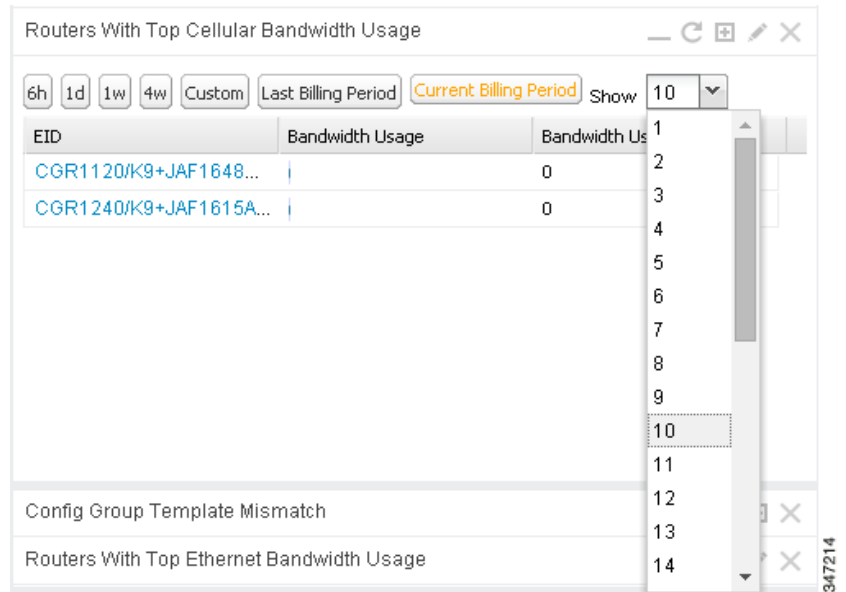 Routers With Top Cellular Bandwidth Usage
6h 1d 1w 4w Custom Last Billing Period Current Billing Period Show 10
EID Bandwidth Usage Bandwidth Us
CGR1120/K9+JAF1648... 0
CGR1240/K9+JAF1615A... 0
1
2
3
4
5
6
7
8
9
10
11
12
13
14
Config Group Template Mismatch
Routers With Top Ethernet Bandwidth Usage
347214